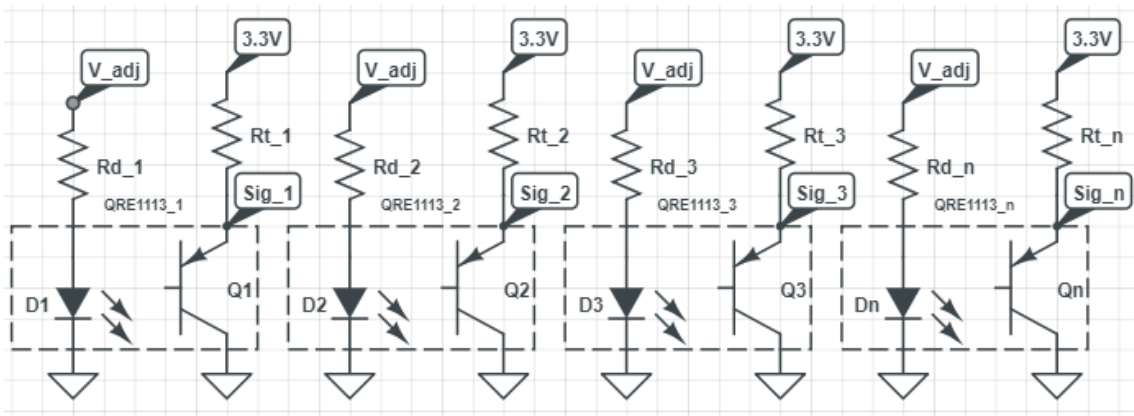 3.3V
3.3V
3.3V
3.3V
V_adj
V_adj
V_adj
V_adj
Rt_1
Rt_2
Rt_3
Rt_n
Rd_1
Rd_2
Rd_3
Rd_n
Sig_1
Sig_2
Sig_3
Sig_n
QRE1113_1
QRE1113_2
QRE1113_3
QRE1113_n
D1
Q1
D2
Q2
D3
Q3
Dn
Qn